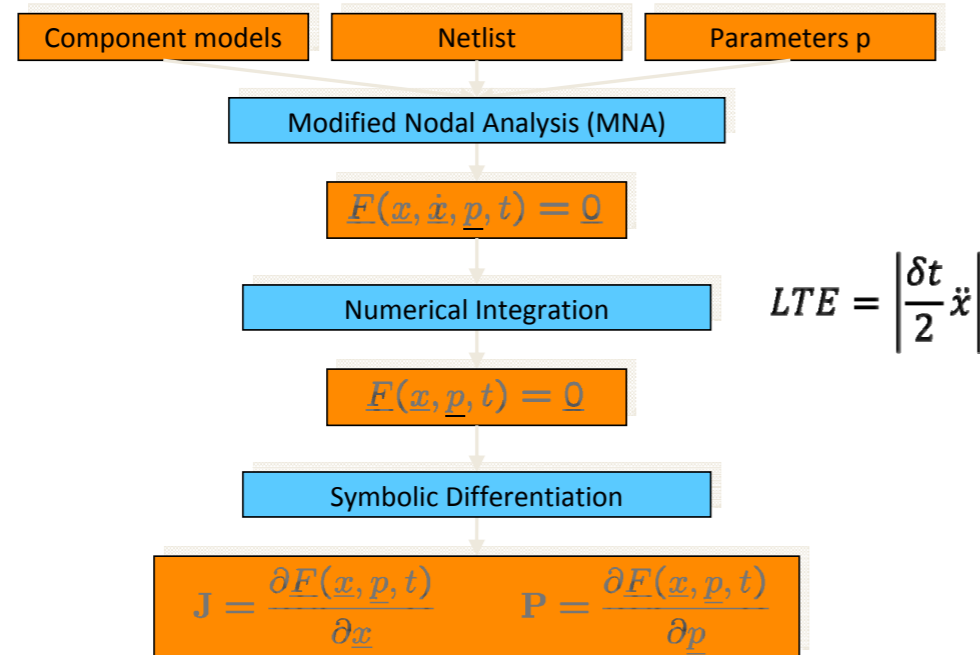 Component models
Netlist
Parameters p
Modified Nodal Analysis (MNA)
F(x, ẋ, p, t) = 0
Numerical Integration
LTE = |δt/2 ẍ|
F(x, p, t) = 0
Symbolic Differentiation
J = ∂F(x, p, t)/∂x P = ∂F(x, p, t)/∂p